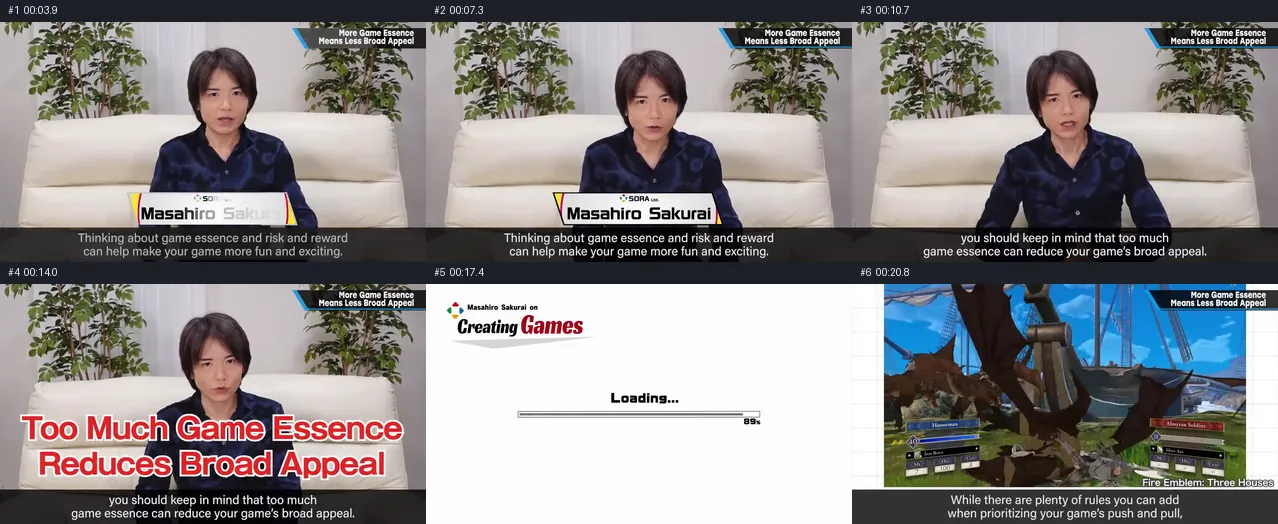 #1 00:03.9
More Game Essence
Means Less Broad Appeal
SORA Ltd.
Masahiro Sakurai
Thinking about game essence and risk and reward
can help make your game more fun and exciting.
#2 00:07.3
More Game Essence
Means Less Broad Appeal
SORA Ltd.
Masahiro Sakurai
Thinking about game essence and risk and reward
can help make your game more fun and exciting.
#3 00:10.7
More Game Essence
Means Less Broad Appeal
you should keep in mind that too much
game essence can reduce your game's broad appeal.
#4 00:14.0
More Game Essence
Means Less Broad Appeal
Too Much Game Essence
Reduces Broad Appeal
you should keep in mind that too much
game essence can reduce your game's broad appeal.
#5 00:17.4
Masahiro Sakurai on
Creating Games
Loading...
89%
#6 00:20.8
More Game Essence
Means Less Broad Appeal
Hanneman
Almyran Soldier
Fire Emblem: Three Houses
While there are plenty of rules you can add
when prioritizing your game's push and pull,